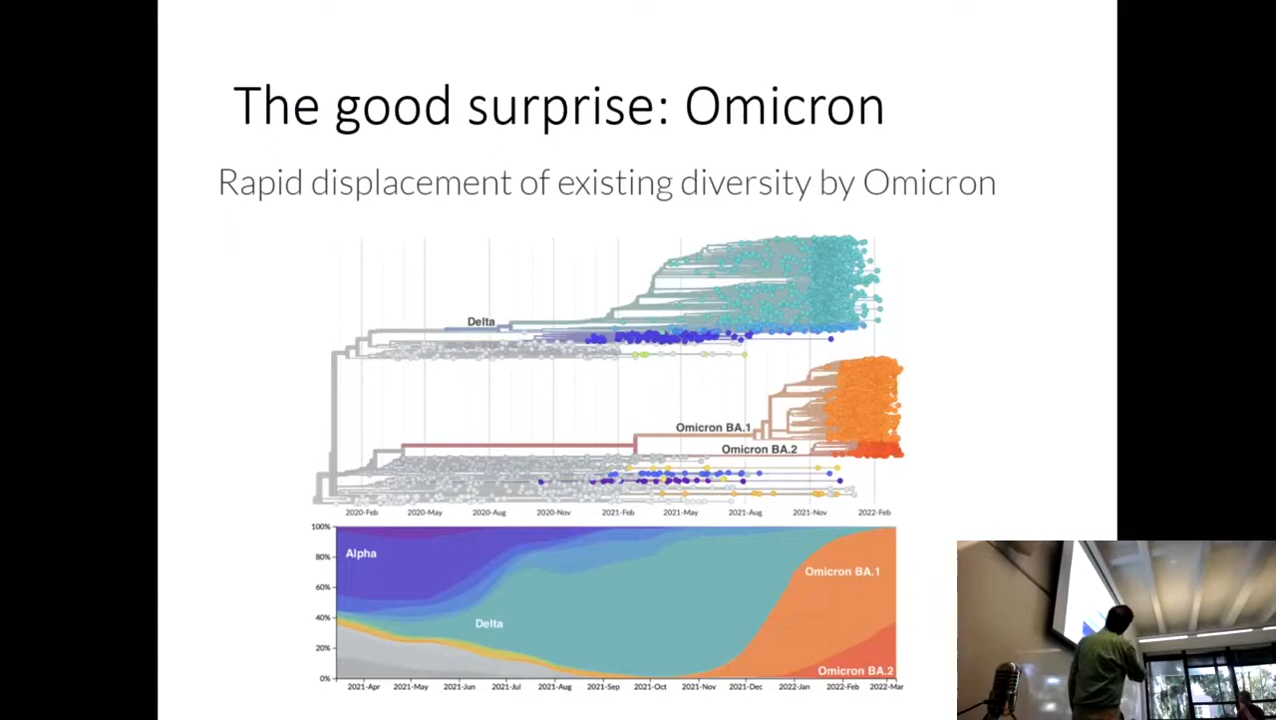 The good surprise: Omicron
Rapid displacement of existing diversity by Omicron
Delta
Omicron BA.1
Omicron BA.2
2020-Feb 2020-May 2020-Aug 2020-Nov 2021-Feb 2021-May 2021-Aug 2021-Nov 2022-Feb
100%
Alpha
80%
Omicron BA.1
60%
40%
Delta
20%
Omicron BA.2
0%
2021-Apr 2021-May 2021-Jun 2021-Jul 2021-Aug 2021-Sep 2021-Oct 2021-Nov 2021-Dec 2022-Jan 2022-Feb 2022-Mar